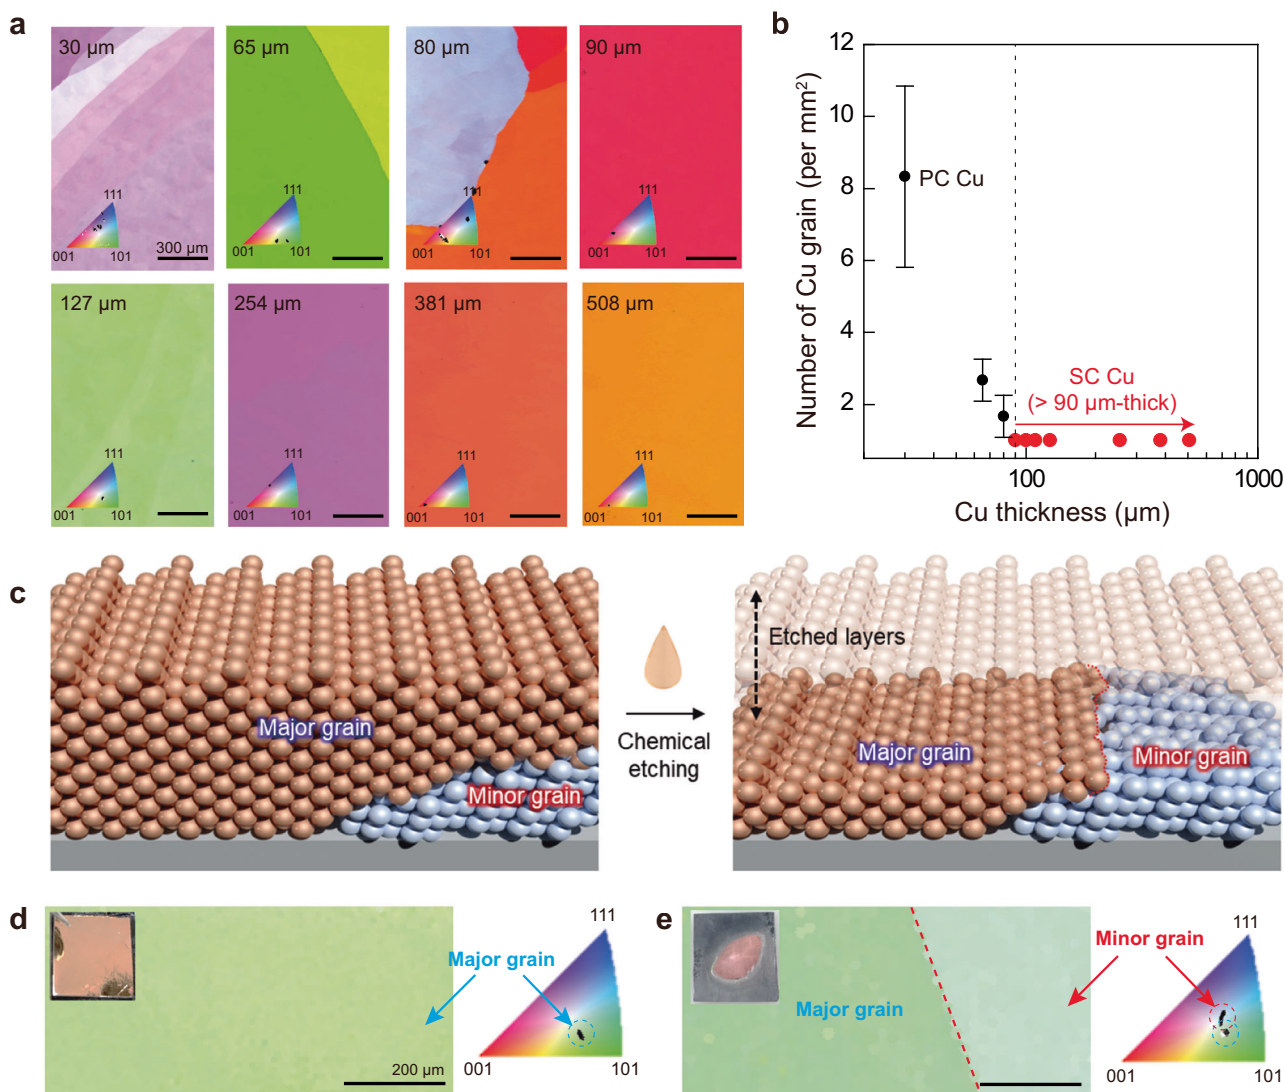 a
30 µm
65 µm
80 µm
90 µm
111
111
111
111
001
101
300 µm
001
101
001
101
001
101
127 µm
254 µm
381 µm
508 µm
111
111
111
111
001
101
001
101
001
101
001
101
b
12
10
8
6
4
2
Number of Cu grain (per mm²)
PC Cu
SC Cu
(> 90 µm-thick)
100
1000
Cu thickness (µm)
c
Major grain
Minor grain
Chemical
etching
Etched layers
Major grain
Minor grain
d
Major grain
200 µm
111
001
101
e
Major grain
Minor grain
111
001
101